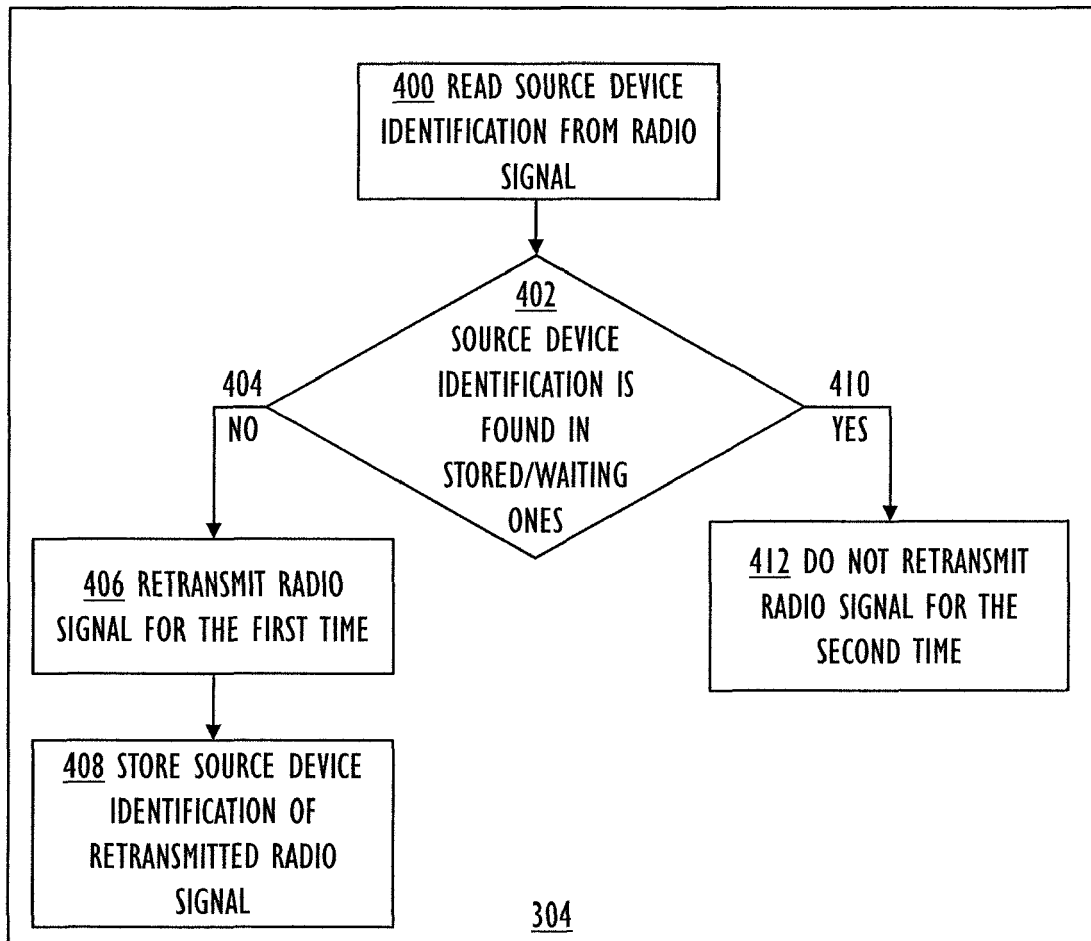 400 READ SOURCE DEVICE
IDENTIFICATION FROM RADIO
SIGNAL
402
SOURCE DEVICE
IDENTIFICATION IS
FOUND IN
STORED/WAITING
ONES
404
NO
410
YES
406 RETRANSMIT RADIO
SIGNAL FOR THE FIRST TIME
412 DO NOT RETRANSMIT
RADIO SIGNAL FOR THE
SECOND TIME
408 STORE SOURCE DEVICE
IDENTIFICATION OF
RETRANSMITTED RADIO
SIGNAL
304